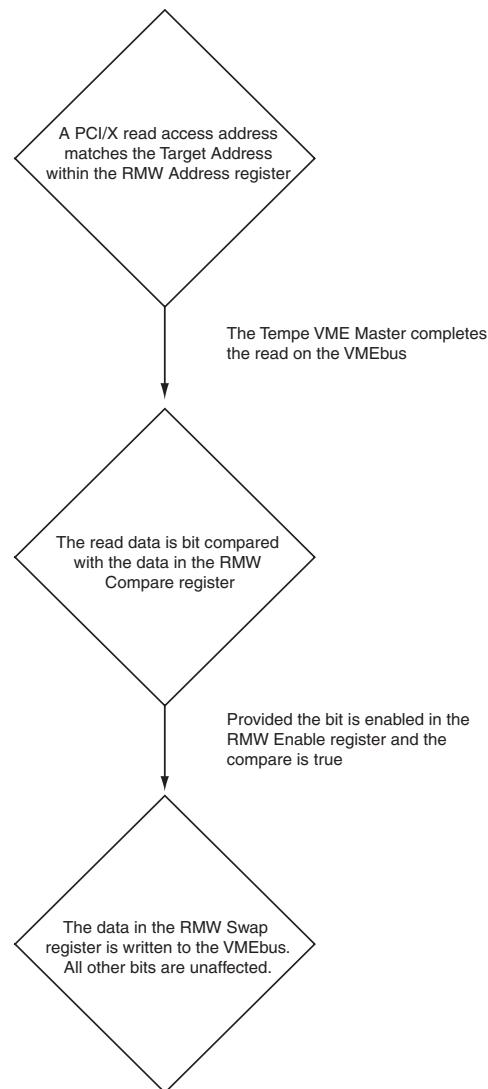 A PCI/X read access address
matches the Target Address
within the RMW Address register
The Tempe VME Master completes
the read on the VMEbus
The read data is bit compared
with the data in the RMW
Compare register
Provided the bit is enabled in the
RMW Enable register and the
compare is true
The data in the RMW Swap
register is written to the VMEbus.
All other bits are unaffected.